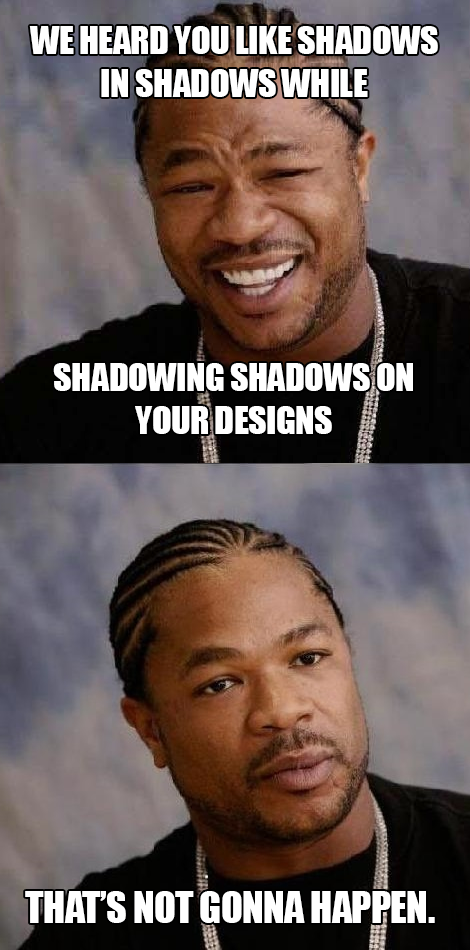 WE HEARD YOU LIKE SHADOWS
IN SHADOWS WHILE
SHADOWING SHADOWS ON
YOUR DESIGNS
THAT'S NOT GONNA HAPPEN.